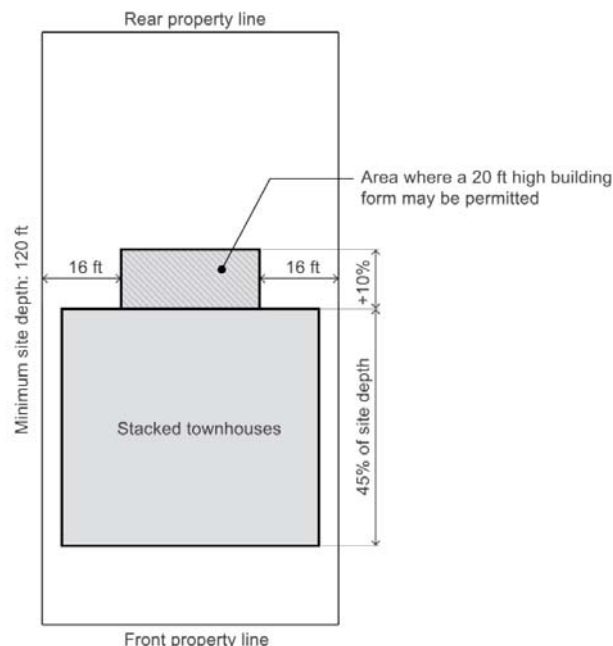 Rear property line
Area where a 20 ft high building
form may be permitted
16 ft
16 ft
+10%
Minimum site depth: 120 ft
Stacked townhouses
45% of site depth
Front property line